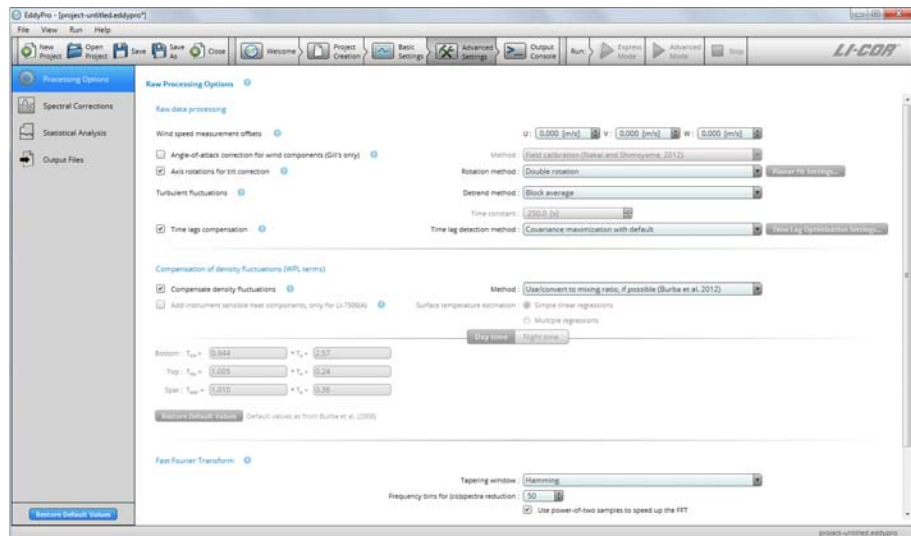 EddyPro - [project-untitled.eddypro*]
File View Run Help
New Project Open Project Save Save As Close Welcome Project Creation Basic Settings Advanced Settings Output Console Run: Express Mode Advanced Mode Stop LI-COR
Processing Options
Spectral Corrections
Statistical Analysis
Output Files
Raw Processing Options
Raw data processing
Wind speed measurement offsets U: 0.000 [m/s] V: 0.000 [m/s] W: 0.000 [m/s]
Angle-of-attack correction for wind components (Gill's only) Method: Field calibration (Nakai and Shimoyama, 2012)
Axis rotations for tilt correction Rotation method: Double rotation Planar Fit Settings...
Turbulent fluctuations Detrend method: Block average
Time constant: 250.0 [s]
Time lags compensation Time lag detection method: Covariance maximization with default Time Lag Optimization Settings...
Compensation of density fluctuations (WPL terms)
Compensate density fluctuations Method: Use/convert to mixing ratio, if possible (Burba et al. 2012)
Add instrument sensible heat components, only for LI-7500(A) Surface temperature estimation: Simple linear regressions
Multiple regressions
Day time Night time
Bottom: = 0.944 * + 2.57
Top: = 1.005 * + 0.24
Spar: = 1.010 * + 0.36
Restore Default Values Default values as from Burba et al. (2008)
Fast Fourier Transform
Tapering window: Hamming
Frequency bins for (co)spectra reduction: 50
Use power-of-two samples to speed up the FFT
Restore Default Values
project-untitled.eddypro